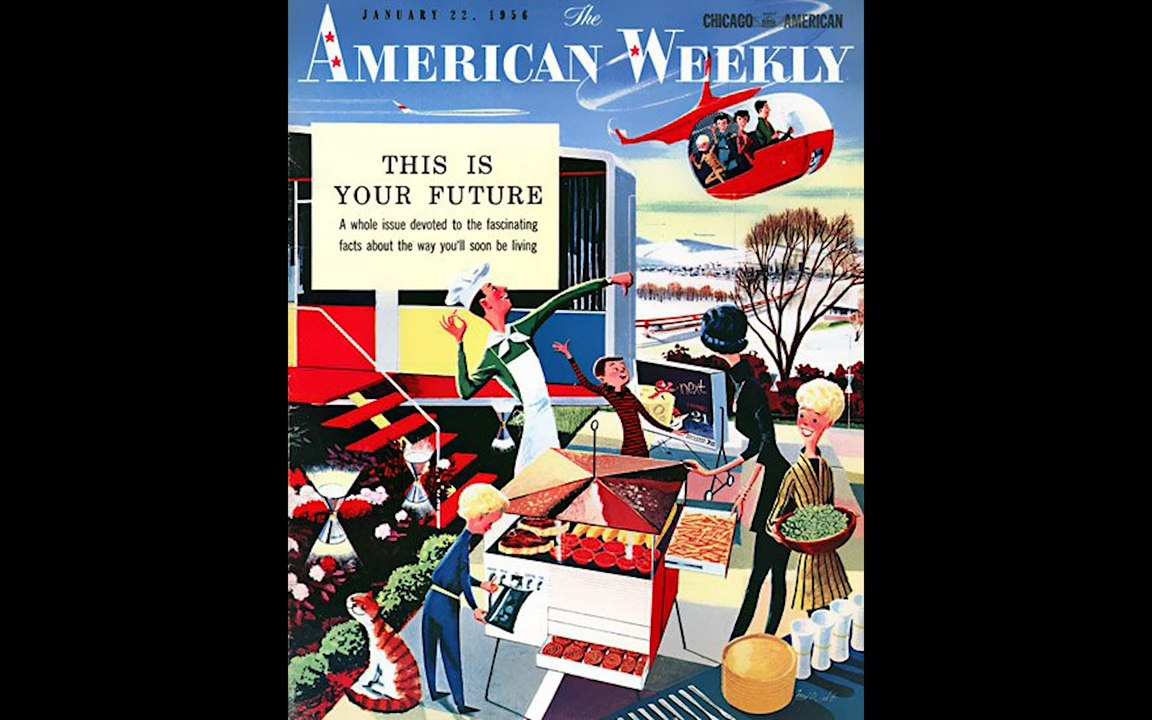 JANUARY 22, 1956
The
CHICAGO AMERICAN
AMERICAN WEEKLY
THIS IS
YOUR FUTURE
A whole issue devoted to the fascinating
facts about the way you'll soon be living
next
21